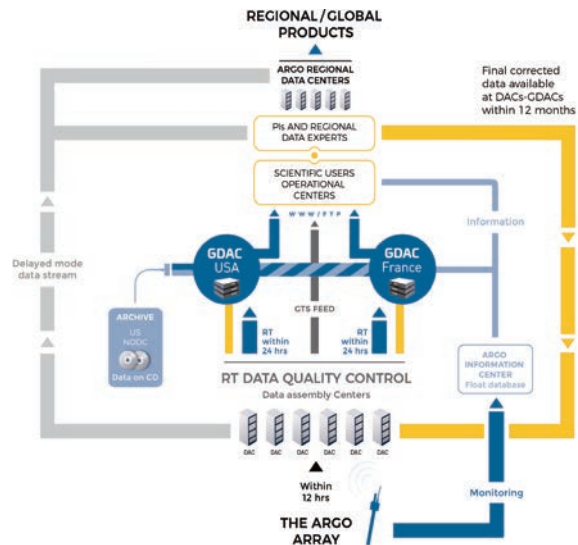 REGIONAL/GLOBAL
PRODUCTS
ARGO REGIONAL
DATA CENTERS
Final corrected
data available
at DACs-GDACs
within 12 months
PIs AND REGIONAL
DATA EXPERTS
SCIENTIFIC USERS
OPERATIONAL
CENTERS
WWW/FTP
Information
GDAC
USA
GDAC
France
Delayed mode
data stream
GTS FEED
ARCHIVE
US
NODC
Data on CD
RT
within
24 hrs
RT
within
24 hrs
ARGO
INFORMATION
CENTER
Float database
RT DATA QUALITY CONTROL
Data assembly Centers
DAC
DAC
DAC
DAC
DAC
DAC
Within
12 hrs
Monitoring
THE ARGO
ARRAY